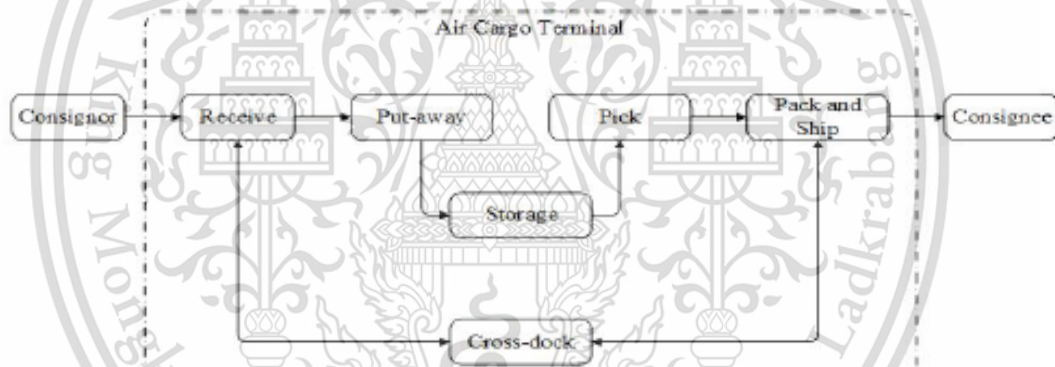 Air Cargo Terminal
Consignor
Receive
Put-away
Pick
Pack and
Ship
Consignee
Storage
Cross-dock
King
Mong
Ladkrabang